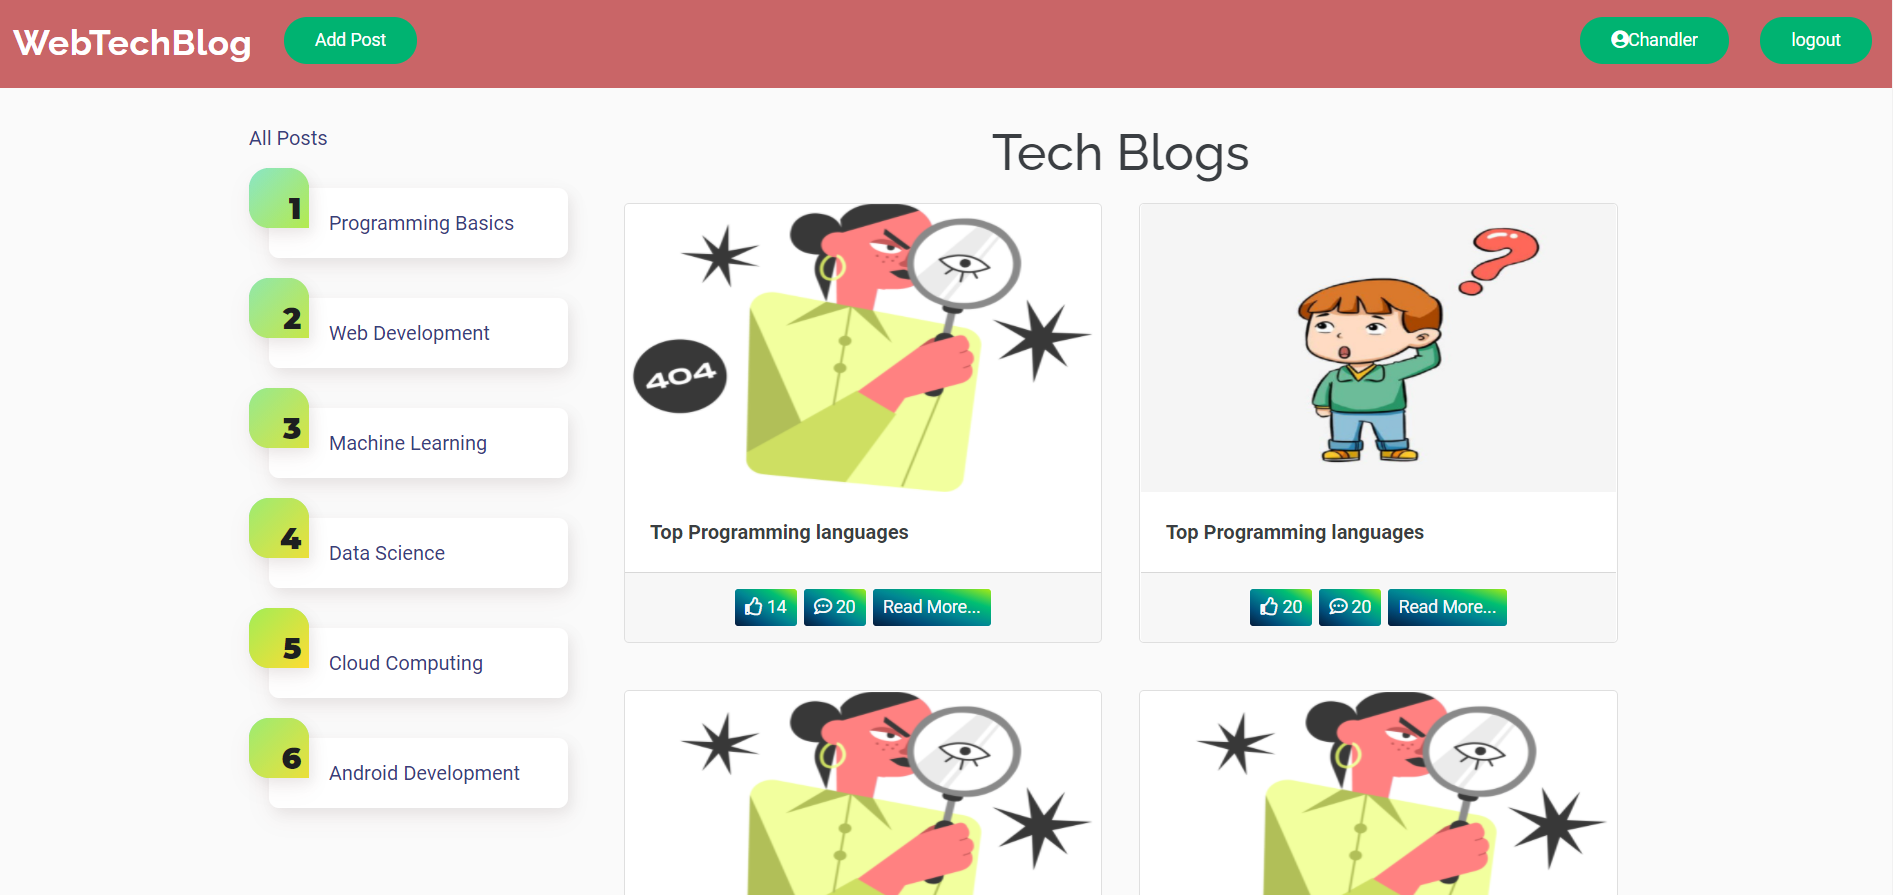 WebTechBlog
Add Post
Chandler
logout
All Posts
1
Programming Basics
2
Web Development
3
Machine Learning
4
Data Science
5
Cloud Computing
6
Android Development
Tech Blogs
404
Top Programming languages
14
20
Read More...
Top Programming languages
20
20
Read More...